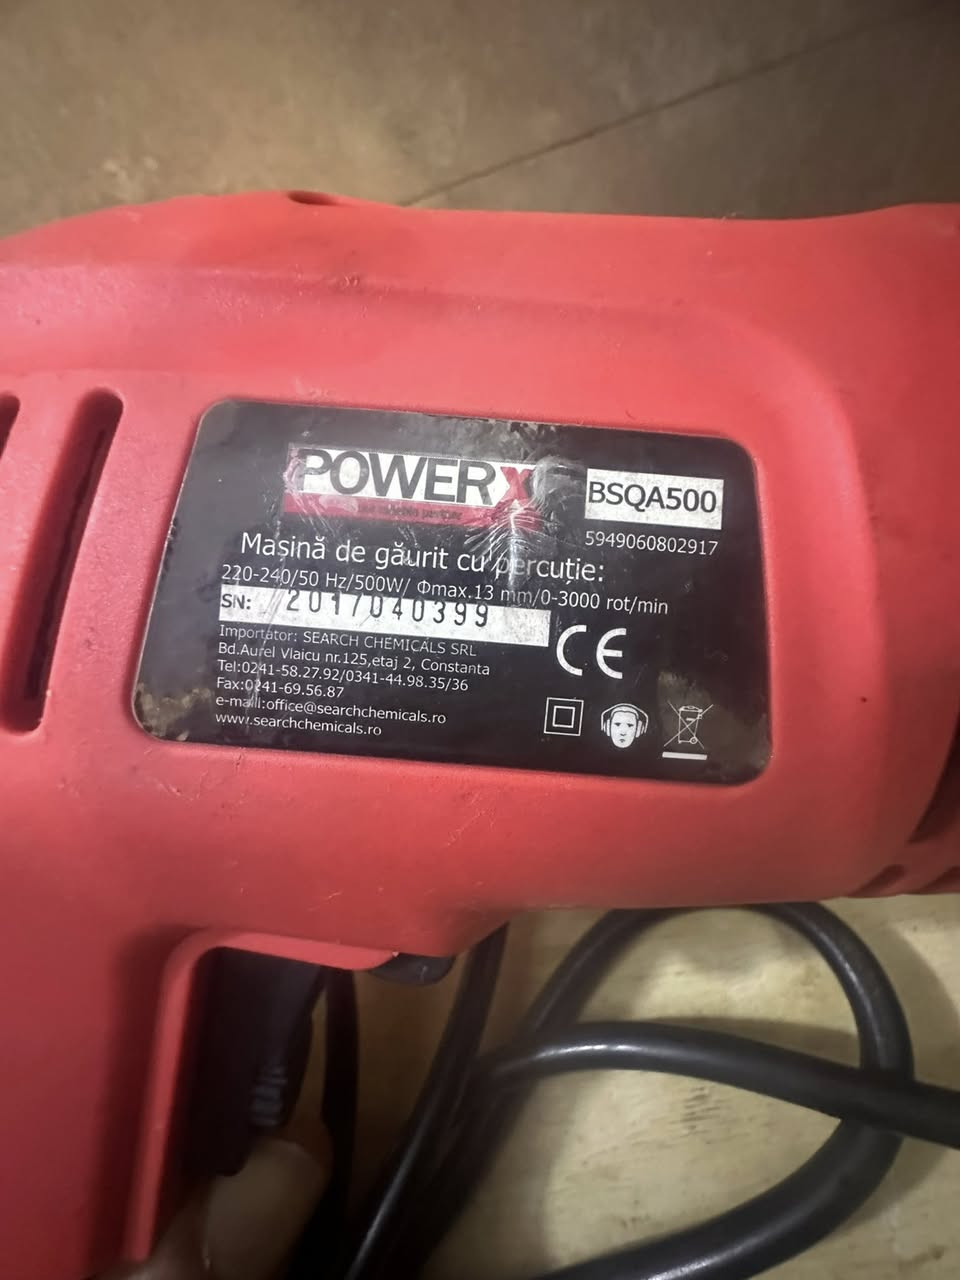 POWER X
BSQA500
5949060802917
Mașină de găurit cu percuție:
220-240/50 Hz/500W/ Φmax.13 mm/0-3000 rot/min
SN: 2017040399
Importator: SEARCH CHEMICALS SRL
Bd.Aurel Vlaicu nr.125,etaj 2, Constanta
Tel:0241-58.27.92/0341-44.98.35/36
Fax:0241-69.56.87
e-mail:office@searchchemicals.ro
www.searchchemicals.ro
CE